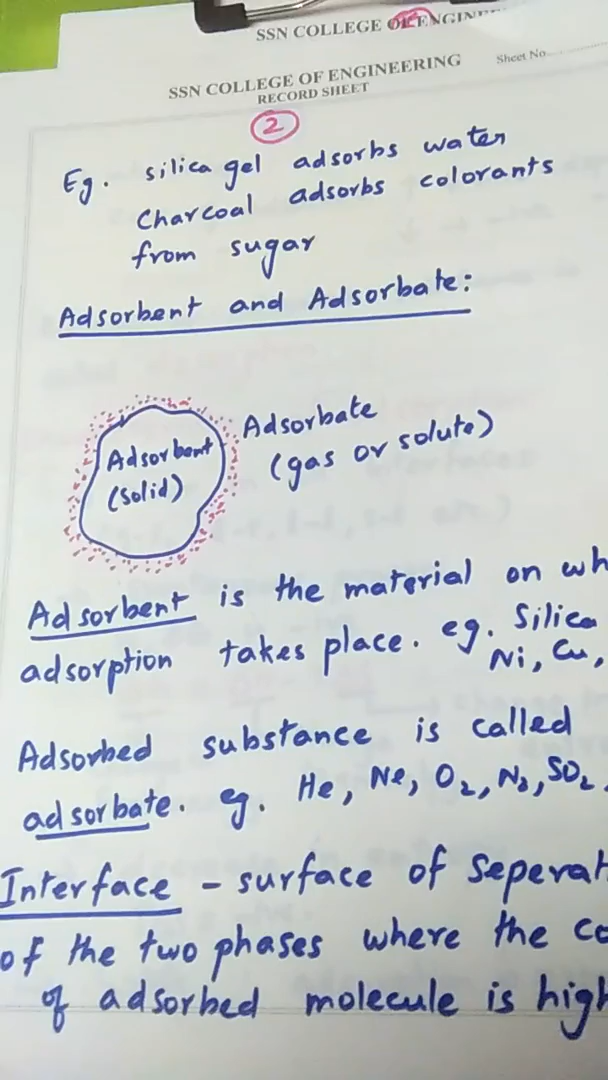 SSN COLLEGE OF ENGINE
SSN COLLEGE OF ENGINEERING
Sheet No.....
RECORD SHEET
2
Eg. silica gel adsorbs water
Charcoal adsorbs colorants
from sugar
Adsorbent and Adsorbate:
Adsorbent
(Solid)
Adsorbate
(gas or solute)
Adsorbent is the material on wh
adsorption takes place. eg. Silica
Ni, Cu,
Adsorbed substance is called
adsorbate. eg. He, Ne, O2, N2, SO2
Interface - surface of seperat
of the two phases where the co
of adsorbed molecule is high